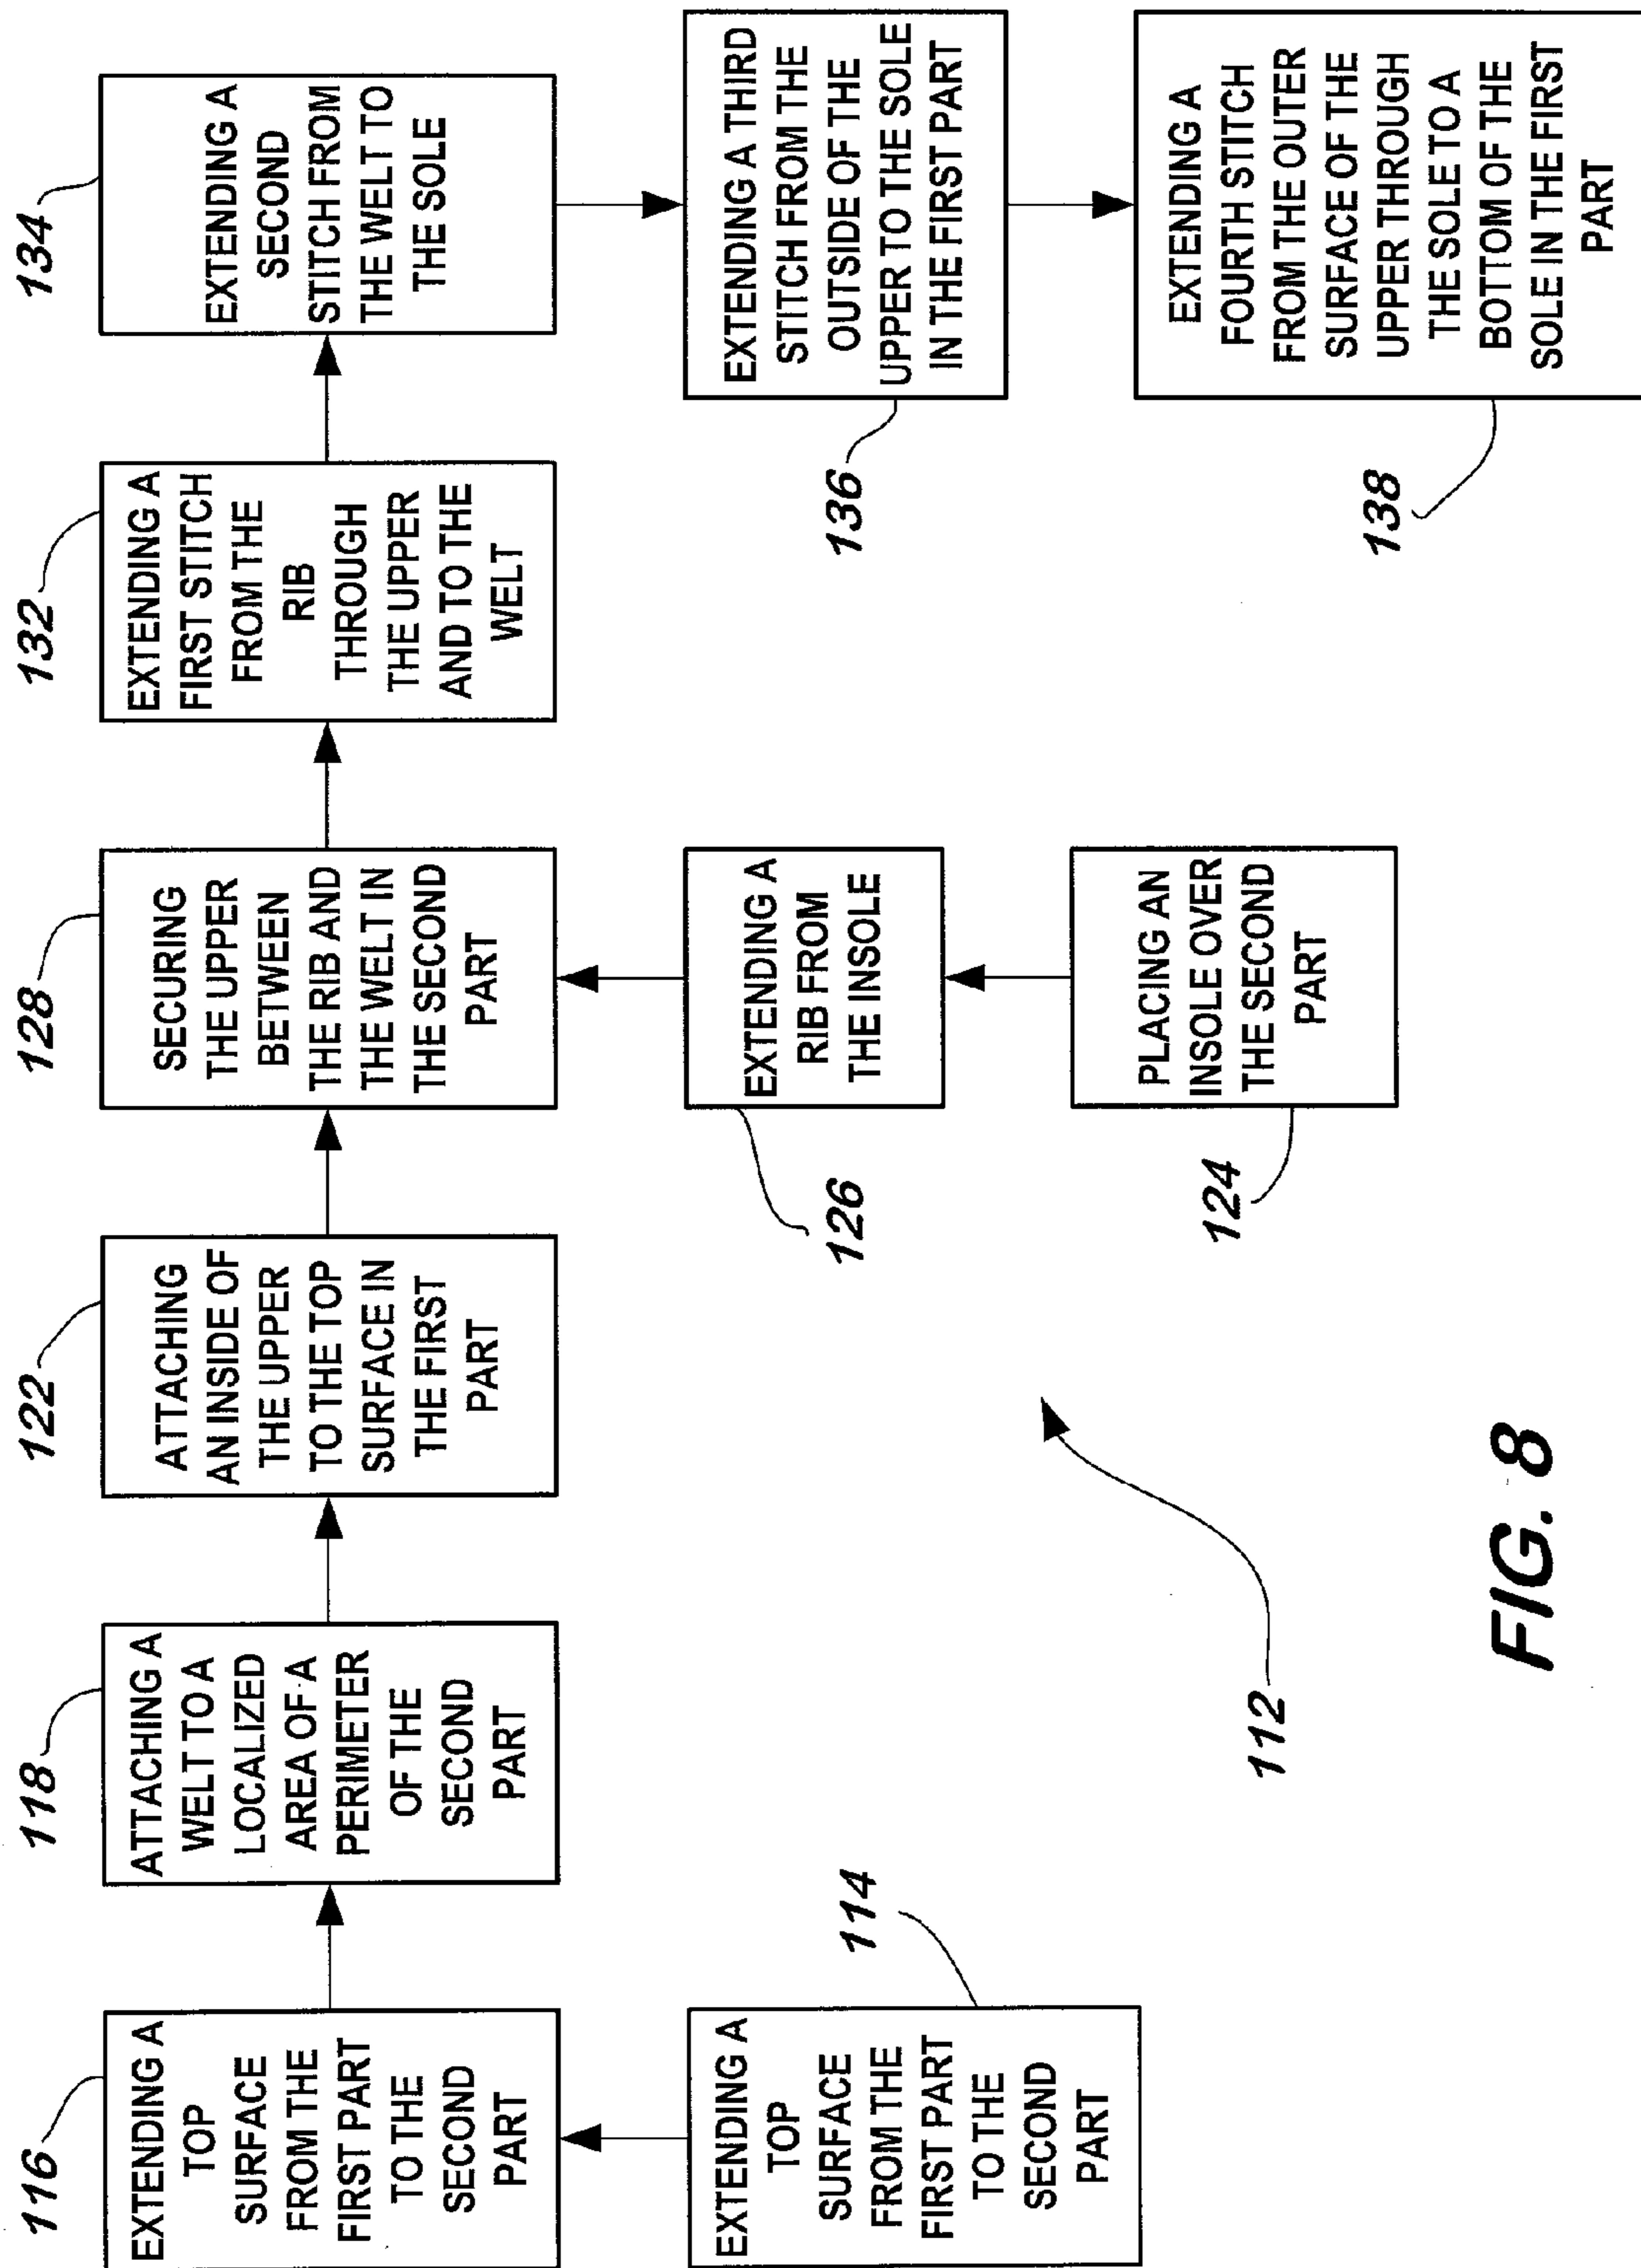 116
EXTENDING A
TOP
SURFACE
FROM THE
FIRST PART
TO THE
SECOND
PART
118
ATTACHING A
WELT TO A
LOCALIZED
AREA OF A
PERIMETER
OF THE
SECOND
PART
122
ATTACHING
AN INSIDE OF
THE UPPER
TO THE TOP
SURFACE IN
THE FIRST
PART
128
SECURING
THE UPPER
BETWEEN
THE RIB AND
THE WELT IN
THE SECOND
PART
132
EXTENDING A
FIRST STITCH
FROM THE
RIB
THROUGH
THE UPPER
AND TO THE
WELT
134
EXTENDING A
SECOND
STITCH FROM
THE WELT TO
THE SOLE
114
EXTENDING A
TOP
SURFACE
FROM THE
FIRST PART
TO THE
SECOND
PART
126
EXTENDING A
RIB FROM
THE INSOLE
136
EXTENDING A THIRD
STITCH FROM THE
OUTSIDE OF THE
UPPER TO THE SOLE
IN THE FIRST PART
124
PLACING AN
INSOLE OVER
THE SECOND
PART
138
EXTENDING A
FOURTH STITCH
FROM THE OUTER
SURFACE OF THE
UPPER THROUGH
THE SOLE TO A
BOTTOM OF THE
SOLE IN THE FIRST
PART
112
FIG. 8